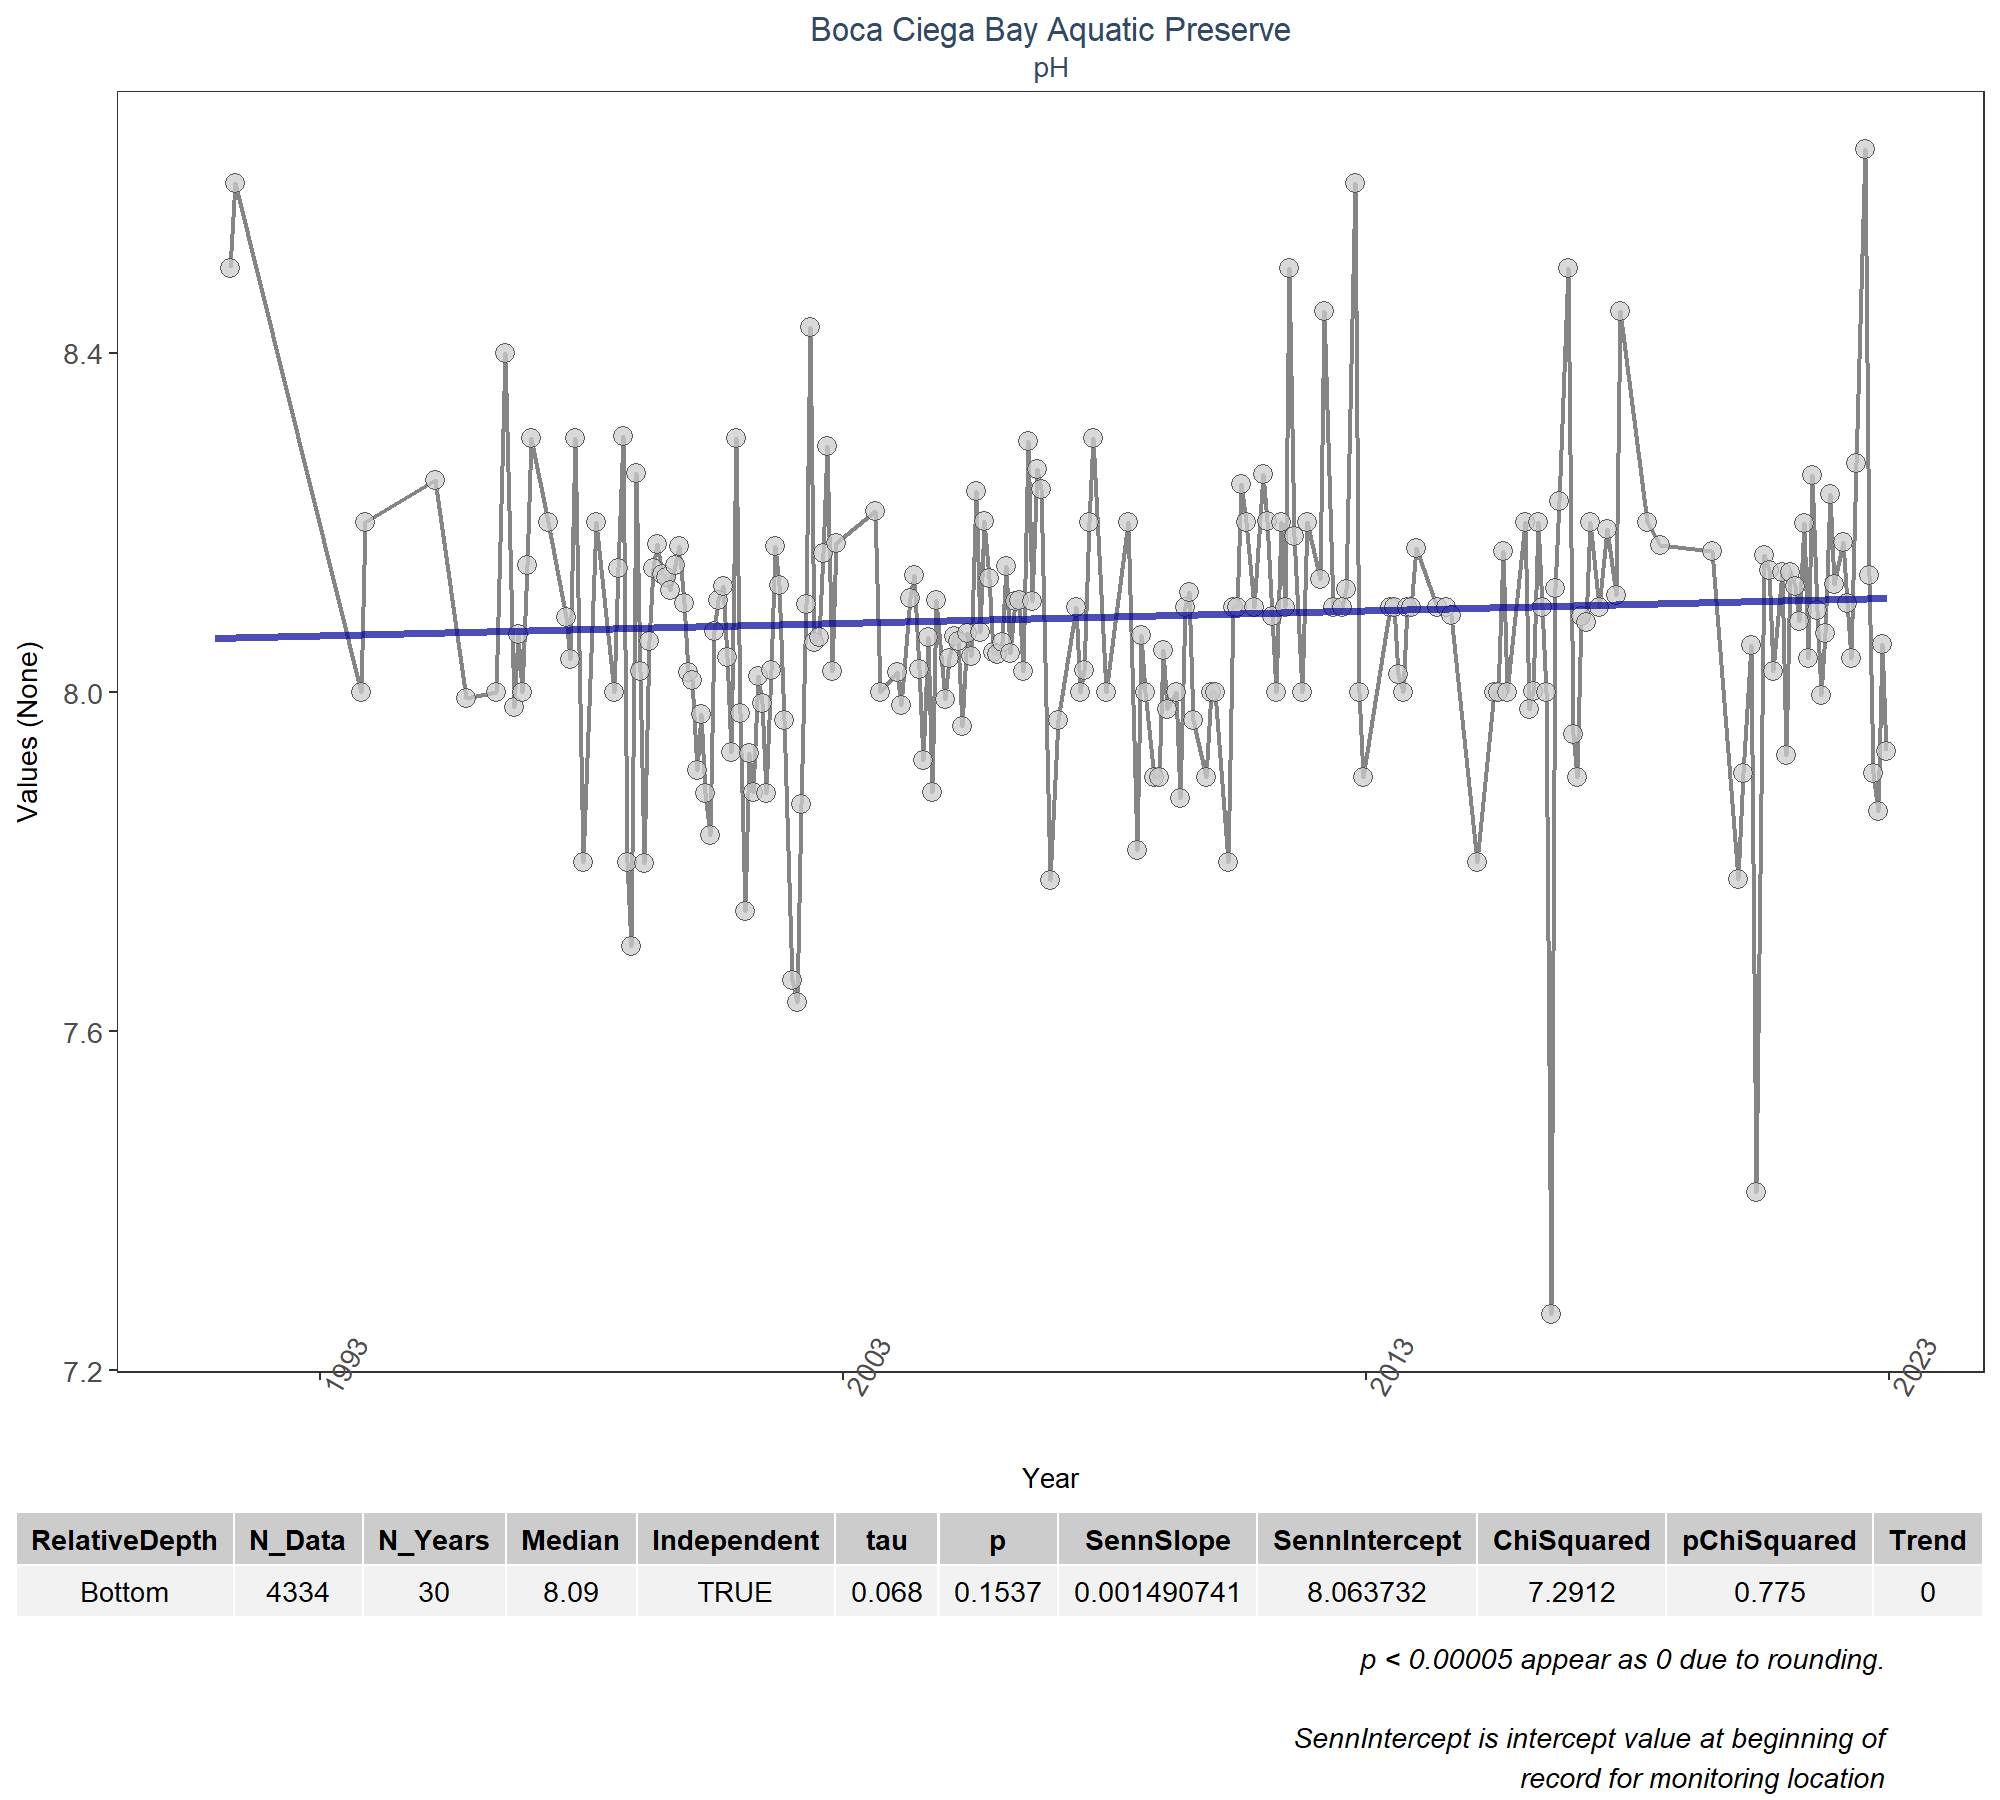 Boca Ciega Bay Aquatic Preserve
pH
Values (None)
8.4
8.0
7.6
7.2
1993
2003
2013
2023
Year
RelativeDepth N_Data N_Years Median Independent tau p SennSlope SennIntercept ChiSquared pChiSquared Trend
Bottom 4334 30 8.09 TRUE 0.068 0.1537 0.001490741 8.063732 7.2912 0.775 0
p < 0.00005 appear as 0 due to rounding.
SennIntercept is intercept value at beginning of
record for monitoring location